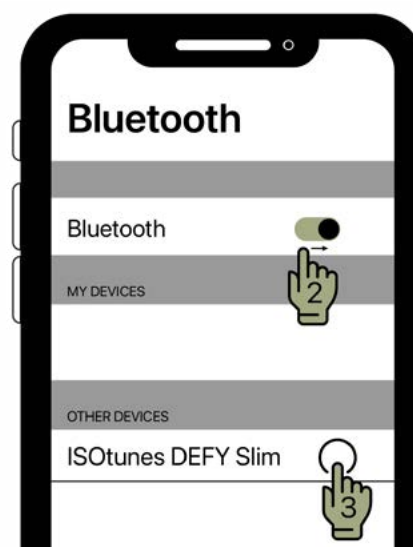 Bluetooth
Bluetooth
2
MY DEVICES
OTHER DEVICES
ISOtunes DEFY Slim
3